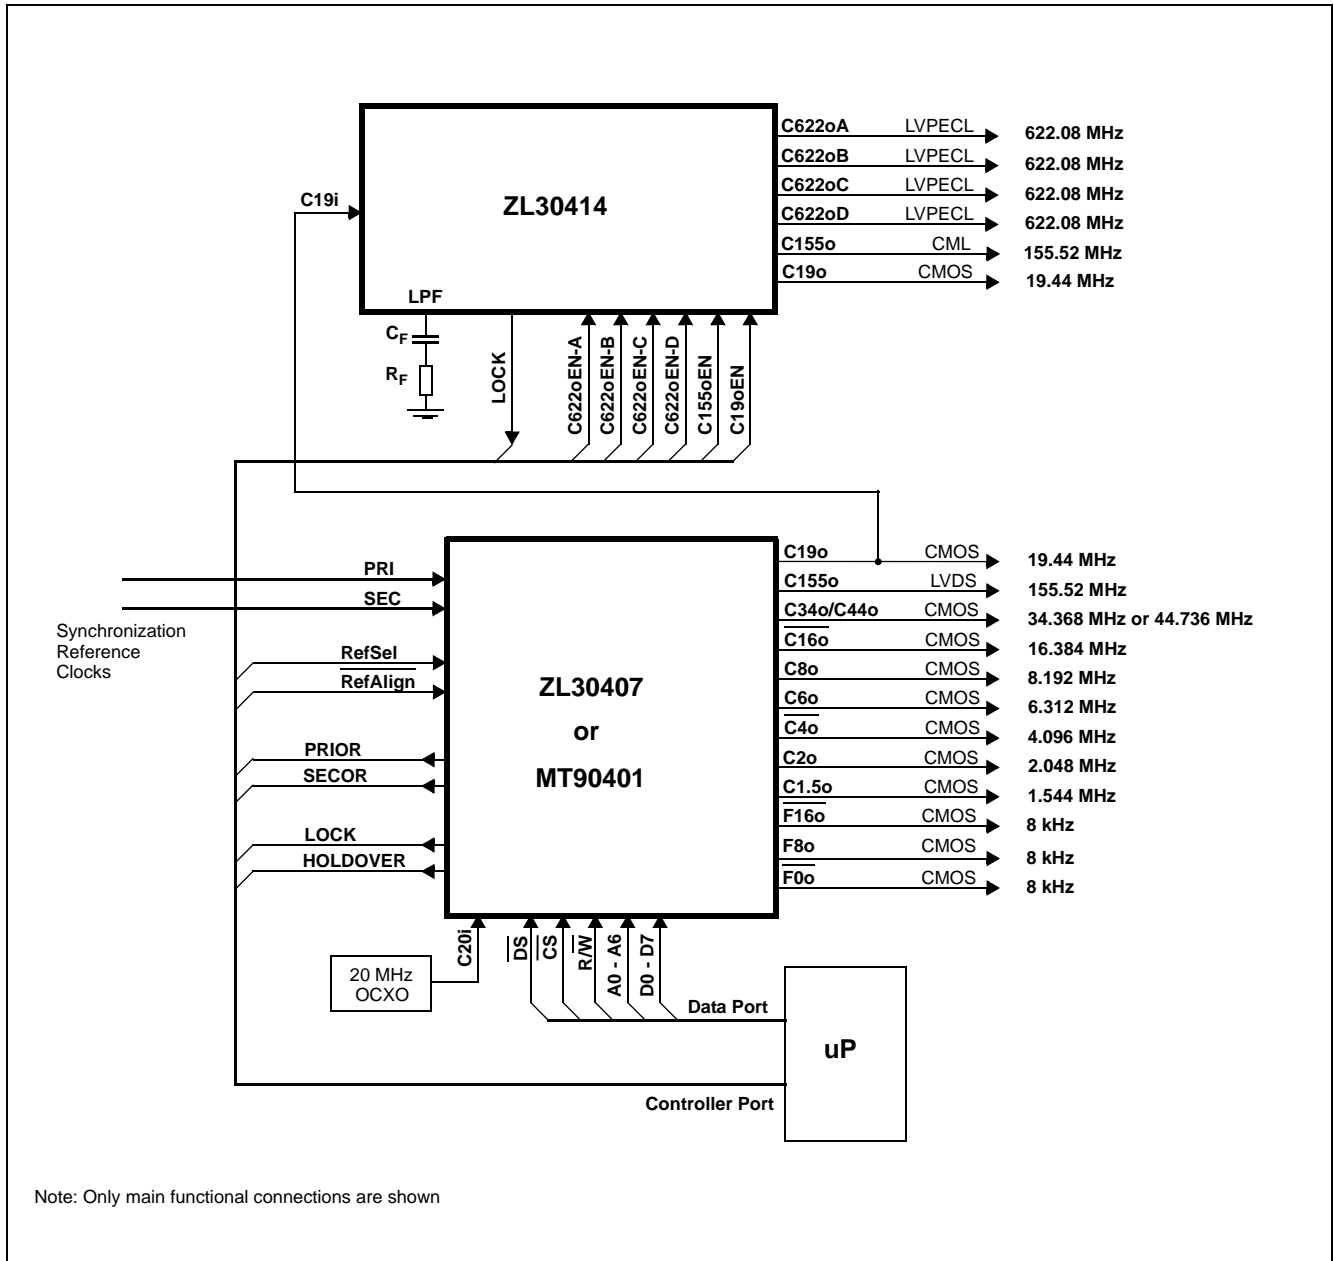 C622oA LVPECL 622.08 MHz
C622oB LVPECL 622.08 MHz
C622oC LVPECL 622.08 MHz
C622oD LVPECL 622.08 MHz
C155o CML 155.52 MHz
C19o CMOS 19.44 MHz
C19i
ZL30414
LPF
CF
RF
LOCK
C622oEN-A
C622oEN-B
C622oEN-C
C622oEN-D
C155oEN
C19oEN
PRI
SEC
Synchronization
Reference
Clocks
RefSel
RefAlign
PRIOR
SECOR
LOCK
HOLDOVER
ZL30407
or
MT90401
C19o CMOS 19.44 MHz
C155o LVDS 155.52 MHz
C34o/C44o CMOS 34.368 MHz or 44.736 MHz
C16o CMOS 16.384 MHz
C8o CMOS 8.192 MHz
C6o CMOS 6.312 MHz
C4o CMOS 4.096 MHz
C2o CMOS 2.048 MHz
C1.5o CMOS 1.544 MHz
F16o CMOS 8 kHz
F8o CMOS 8 kHz
F0o CMOS 8 kHz
C20i
DS
CS
R/W
A0 - A6
D0 - D7
20 MHz
OCXO
Data Port
uP
Controller Port
Note: Only main functional connections are shown